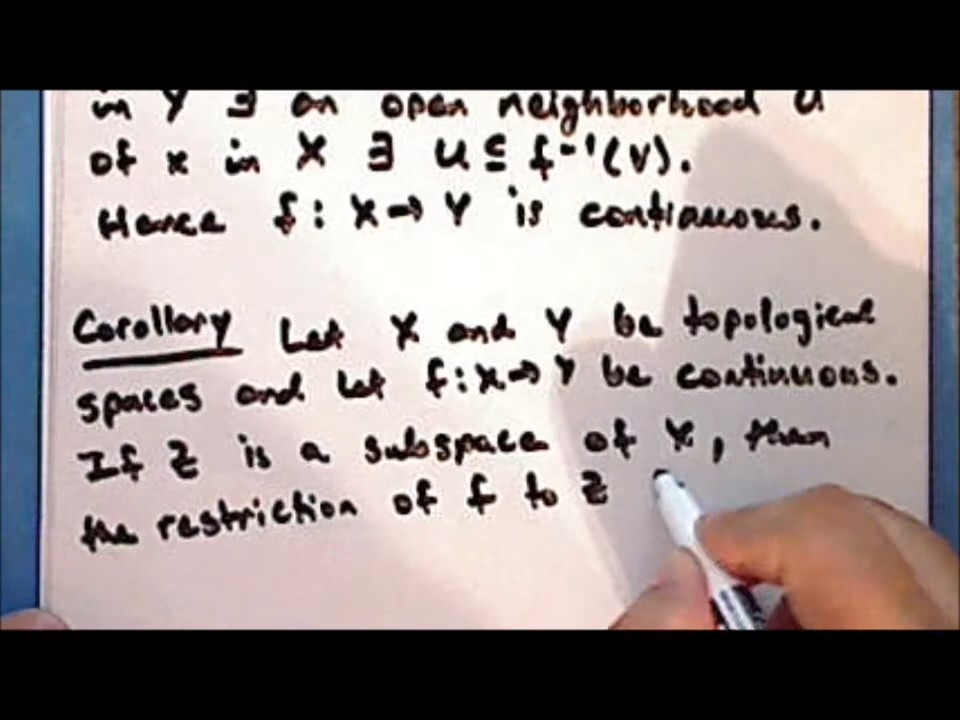 in Y ∃ an open neighborhood U
of x in X ∋ U ⊆ f⁻¹(V).
Hence f: X → Y is continuous.
Corollary Let X and Y be topological
spaces and let f: X → Y be continuous.
If Z is a subspace of X, then
the restriction of f to Z